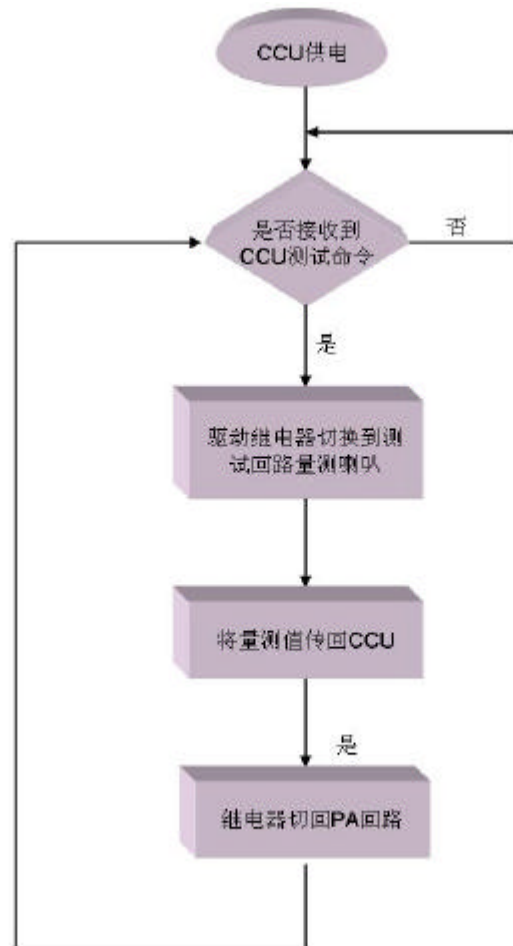 CCU供电
是否接收到
CCU测试命令
否
是
驱动继电器切换到测
试回路量测喇叭
将量测值传回CCU
是
继电器切回PA回路